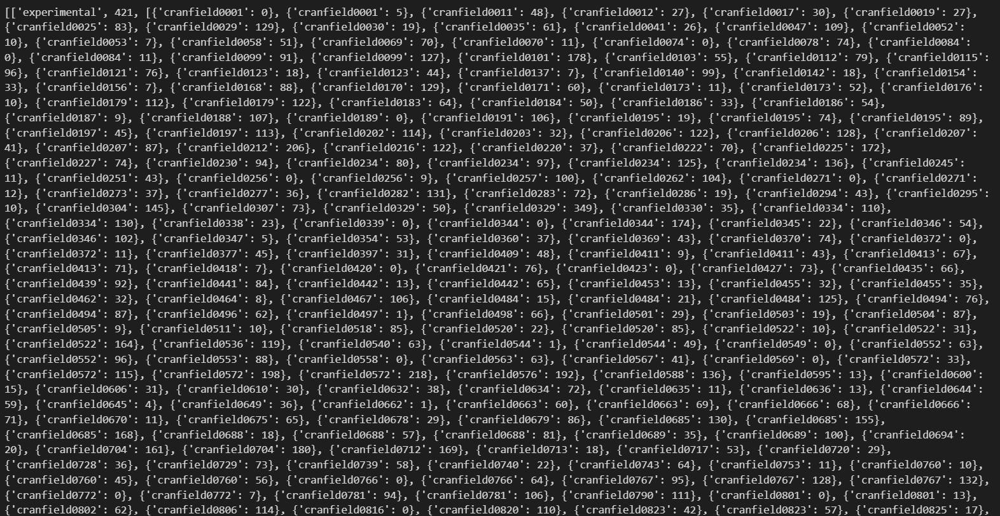 [['experimental', 421, [{'cranfield0001': 0}, {'cranfield0001': 5}, {'cranfield0011': 48}, {'cranfield0012': 27}, {'cranfield0017': 30}, {'cranfield0019': 27},
{'cranfield0025': 83}, {'cranfield0029': 129}, {'cranfield0030': 19}, {'cranfield0035': 61}, {'cranfield0041': 26}, {'cranfield0047': 109}, {'cranfield0052':
10}, {'cranfield0053': 7}, {'cranfield0058': 51}, {'cranfield0069': 70}, {'cranfield0070': 11}, {'cranfield0074': 0}, {'cranfield0078': 74}, {'cranfield0084':
0}, {'cranfield0084': 11}, {'cranfield0099': 91}, {'cranfield0099': 127}, {'cranfield0101': 178}, {'cranfield0103': 55}, {'cranfield0112': 79}, {'cranfield0115':
96}, {'cranfield0121': 76}, {'cranfield0123': 18}, {'cranfield0123': 44}, {'cranfield0137': 7}, {'cranfield0140': 99}, {'cranfield0142': 18}, {'cranfield0154':
33}, {'cranfield0156': 7}, {'cranfield0168': 88}, {'cranfield0170': 129}, {'cranfield0171': 60}, {'cranfield0173': 11}, {'cranfield0173': 52}, {'cranfield0176':
10}, {'cranfield0179': 112}, {'cranfield0179': 122}, {'cranfield0183': 64}, {'cranfield0184': 50}, {'cranfield0186': 33}, {'cranfield0186': 54},
{'cranfield0187': 9}, {'cranfield0188': 107}, {'cranfield0189': 0}, {'cranfield0191': 106}, {'cranfield0195': 19}, {'cranfield0195': 74}, {'cranfield0195': 89},
{'cranfield0197': 45}, {'cranfield0197': 113}, {'cranfield0202': 114}, {'cranfield0203': 32}, {'cranfield0206': 122}, {'cranfield0206': 128}, {'cranfield0207':
41}, {'cranfield0207': 87}, {'cranfield0212': 206}, {'cranfield0216': 122}, {'cranfield0220': 37}, {'cranfield0222': 70}, {'cranfield0225': 172},
{'cranfield0227': 74}, {'cranfield0230': 94}, {'cranfield0234': 80}, {'cranfield0234': 97}, {'cranfield0234': 125}, {'cranfield0234': 136}, {'cranfield0245':
11}, {'cranfield0251': 43}, {'cranfield0256': 0}, {'cranfield0256': 9}, {'cranfield0257': 100}, {'cranfield0262': 104}, {'cranfield0271': 0}, {'cranfield0271':
12}, {'cranfield0273': 37}, {'cranfield0277': 36}, {'cranfield0282': 131}, {'cranfield0283': 72}, {'cranfield0286': 19}, {'cranfield0294': 43}, {'cranfield0295':
10}, {'cranfield0304': 145}, {'cranfield0307': 73}, {'cranfield0329': 50}, {'cranfield0329': 349}, {'cranfield0330': 35}, {'cranfield0334': 110},
{'cranfield0334': 130}, {'cranfield0338': 23}, {'cranfield0339': 0}, {'cranfield0344': 0}, {'cranfield0344': 174}, {'cranfield0345': 22}, {'cranfield0346': 54},
{'cranfield0346': 102}, {'cranfield0347': 5}, {'cranfield0354': 53}, {'cranfield0360': 37}, {'cranfield0369': 43}, {'cranfield0370': 74}, {'cranfield0372': 0},
{'cranfield0372': 11}, {'cranfield0377': 45}, {'cranfield0397': 31}, {'cranfield0409': 48}, {'cranfield0411': 9}, {'cranfield0411': 43}, {'cranfield0413': 67},
{'cranfield0413': 71}, {'cranfield0418': 7}, {'cranfield0420': 0}, {'cranfield0421': 76}, {'cranfield0423': 0}, {'cranfield0427': 73}, {'cranfield0435': 66},
{'cranfield0439': 92}, {'cranfield0441': 84}, {'cranfield0442': 13}, {'cranfield0442': 65}, {'cranfield0453': 13}, {'cranfield0455': 32}, {'cranfield0455': 35},
{'cranfield0462': 32}, {'cranfield0464': 8}, {'cranfield0467': 106}, {'cranfield0484': 15}, {'cranfield0484': 21}, {'cranfield0484': 125}, {'cranfield0494': 76},
{'cranfield0494': 87}, {'cranfield0496': 62}, {'cranfield0497': 1}, {'cranfield0498': 66}, {'cranfield0501': 29}, {'cranfield0503': 19}, {'cranfield0504': 87},
{'cranfield0505': 9}, {'cranfield0511': 10}, {'cranfield0518': 85}, {'cranfield0520': 22}, {'cranfield0520': 85}, {'cranfield0522': 10}, {'cranfield0522': 31},
{'cranfield0522': 164}, {'cranfield0536': 119}, {'cranfield0540': 63}, {'cranfield0544': 1}, {'cranfield0544': 49}, {'cranfield0549': 0}, {'cranfield0552': 63},
{'cranfield0552': 96}, {'cranfield0553': 88}, {'cranfield0558': 0}, {'cranfield0563': 63}, {'cranfield0567': 41}, {'cranfield0569': 0}, {'cranfield0572': 33},
{'cranfield0572': 115}, {'cranfield0572': 198}, {'cranfield0572': 218}, {'cranfield0576': 192}, {'cranfield0588': 136}, {'cranfield0595': 13}, {'cranfield0600':
15}, {'cranfield0606': 31}, {'cranfield0610': 30}, {'cranfield0632': 38}, {'cranfield0634': 72}, {'cranfield0635': 11}, {'cranfield0636': 13}, {'cranfield0644':
59}, {'cranfield0645': 4}, {'cranfield0649': 36}, {'cranfield0662': 1}, {'cranfield0663': 60}, {'cranfield0663': 69}, {'cranfield0666': 68}, {'cranfield0666':
71}, {'cranfield0670': 11}, {'cranfield0675': 65}, {'cranfield0678': 29}, {'cranfield0679': 86}, {'cranfield0685': 130}, {'cranfield0685': 155},
{'cranfield0685': 168}, {'cranfield0688': 18}, {'cranfield0688': 57}, {'cranfield0688': 81}, {'cranfield0689': 35}, {'cranfield0689': 100}, {'cranfield0694':
20}, {'cranfield0704': 161}, {'cranfield0704': 180}, {'cranfield0712': 169}, {'cranfield0713': 18}, {'cranfield0717': 53}, {'cranfield0720': 29},
{'cranfield0728': 36}, {'cranfield0729': 73}, {'cranfield0739': 58}, {'cranfield0740': 22}, {'cranfield0743': 64}, {'cranfield0753': 11}, {'cranfield0760': 10},
{'cranfield0760': 45}, {'cranfield0760': 56}, {'cranfield0766': 0}, {'cranfield0766': 64}, {'cranfield0767': 95}, {'cranfield0767': 128}, {'cranfield0767': 132},
{'cranfield0772': 0}, {'cranfield0772': 7}, {'cranfield0781': 94}, {'cranfield0781': 106}, {'cranfield0790': 111}, {'cranfield0801': 0}, {'cranfield0801': 13},
{'cranfield0802': 62}, {'cranfield0806': 114}, {'cranfield0816': 0}, {'cranfield0820': 110}, {'cranfield0823': 42}, {'cranfield0823': 57}, {'cranfield0825': 17},